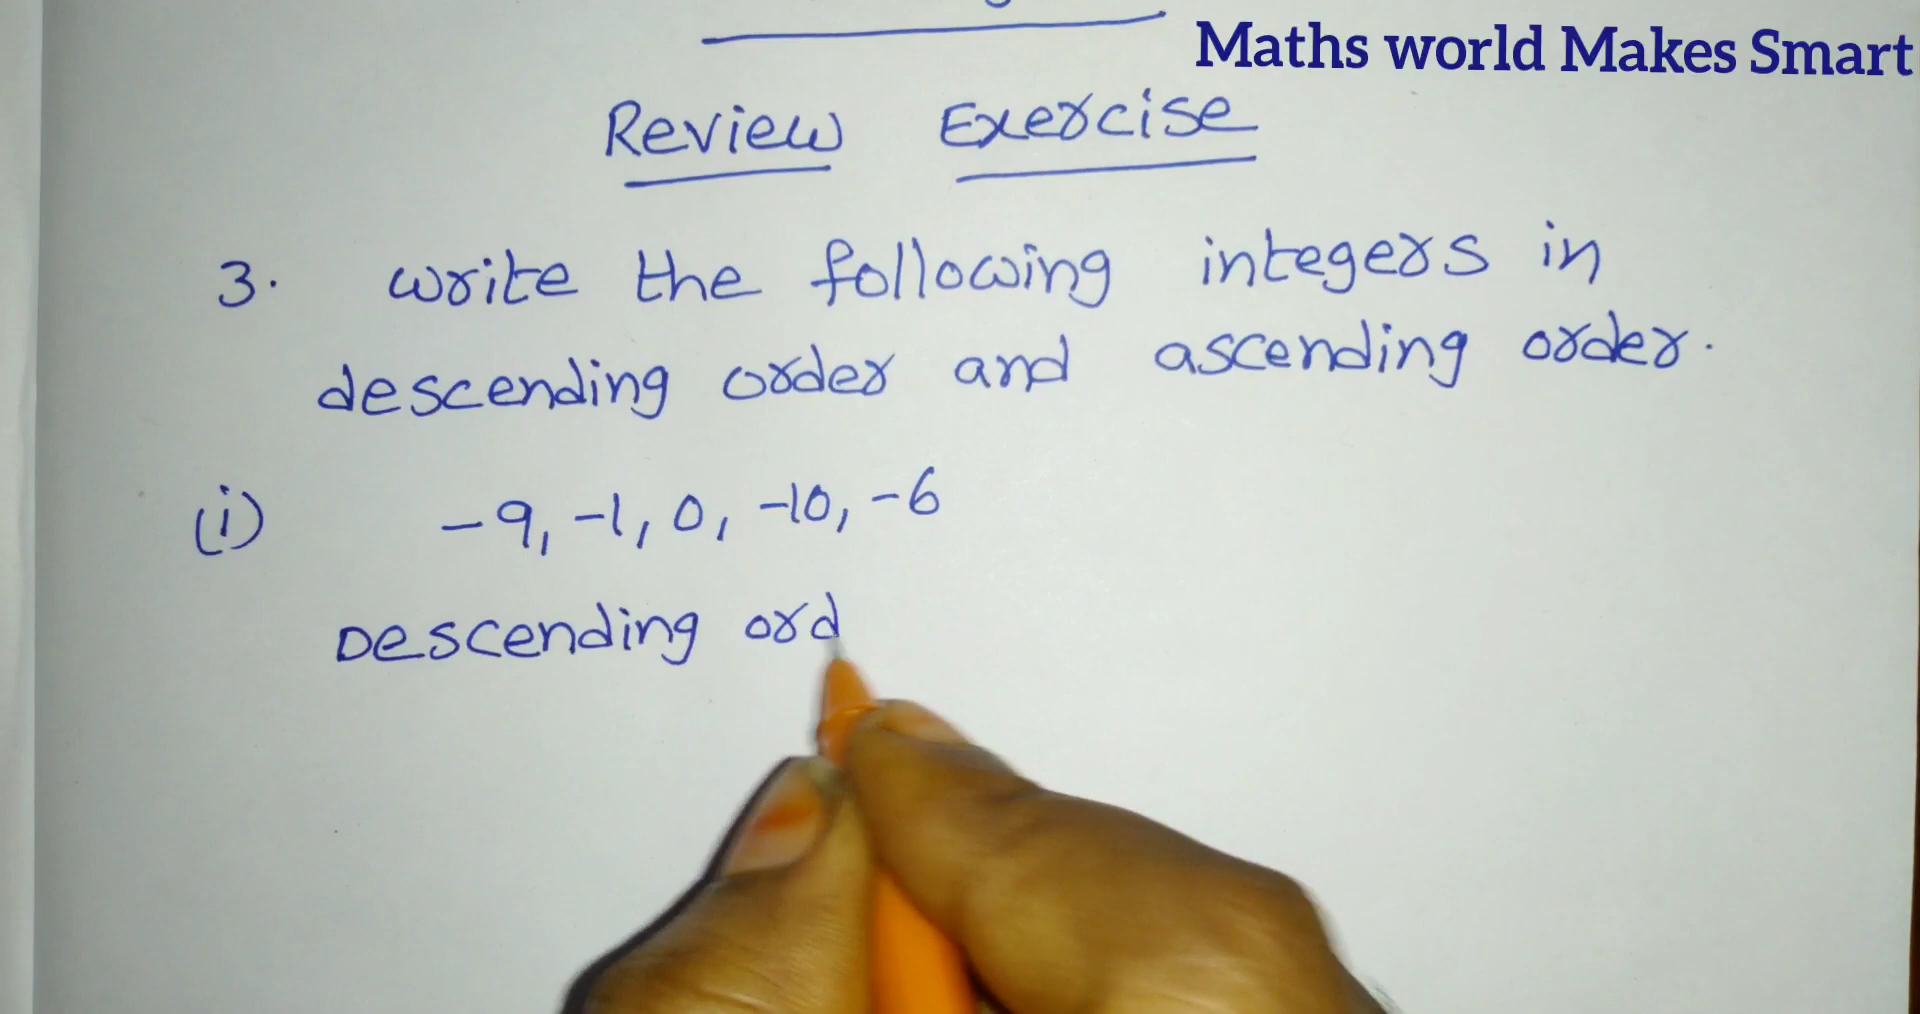 Maths world Makes Smart
Review Exercise
3. write the following integers in
descending order and ascending order.
(i) -9, -1, 0, -10, -6
Descending ord